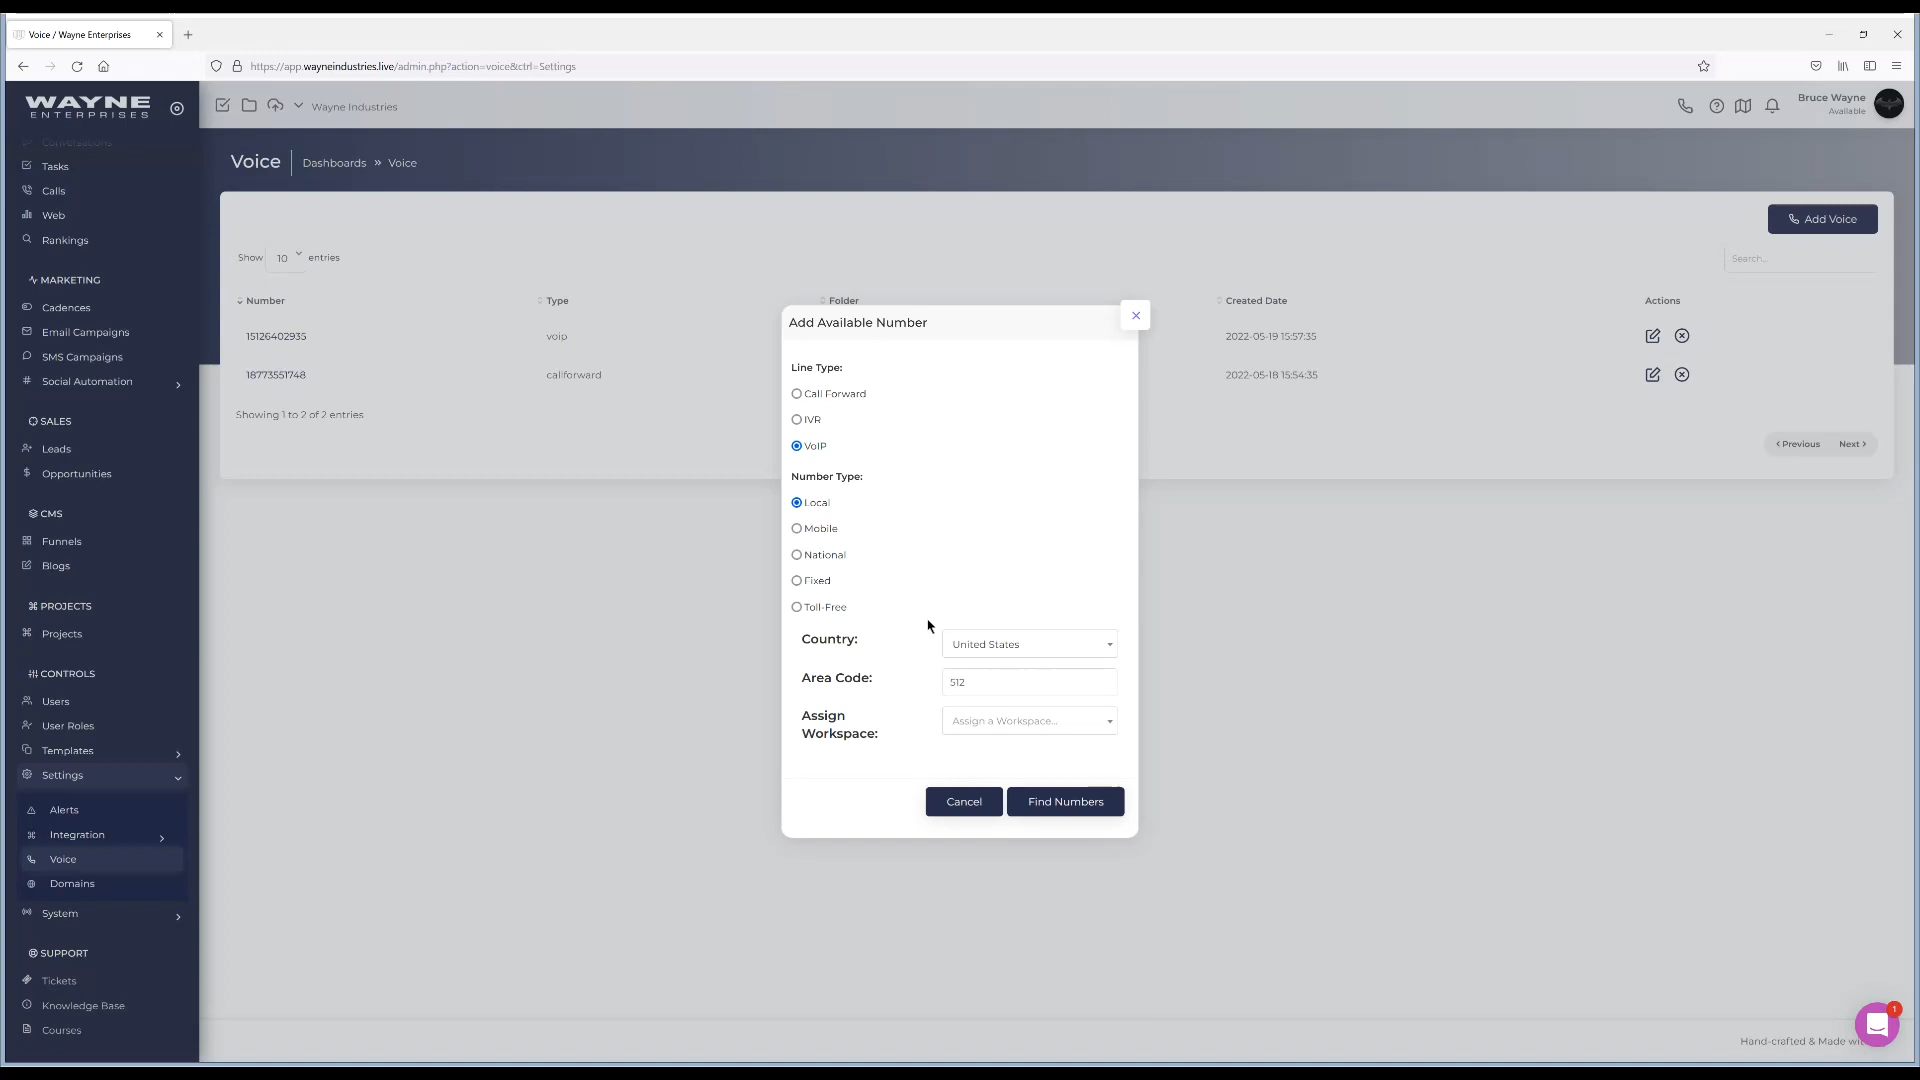 Voice / Wayne Enterprises
https://app.wayneindustries.live/admin.php?action=voice&ctrl=Settings
WAYNE
ENTERPRISES
Wayne Industries
Bruce Wayne
Available
Conversations
Tasks
Calls
Web
Rankings
MARKETING
Cadences
Email Campaigns
SMS Campaigns
Social Automation
SALES
Leads
Opportunities
CMS
Funnels
Blogs
PROJECTS
Projects
CONTROLS
Users
User Roles
Templates
Settings
Alerts
Integration
Voice
Domains
System
SUPPORT
Tickets
Knowledge Base
Courses
Voice Dashboards » Voice
Add Voice
Show 10 entries
Search...
Number Type Folder Created Date Actions
15126402935 voip 2022-05-19 15:57:35
18773551748 callforward 2022-05-18 15:54:35
Showing 1 to 2 of 2 entries
Previous Next
Add Available Number
Line Type:
Call Forward
IVR
VoIP
Number Type:
Local
Mobile
National
Fixed
Toll-Free
Country: United States
Area Code: 512
Assign
Workspace: Assign a Workspace...
Cancel Find Numbers
1
Hand-crafted & Made